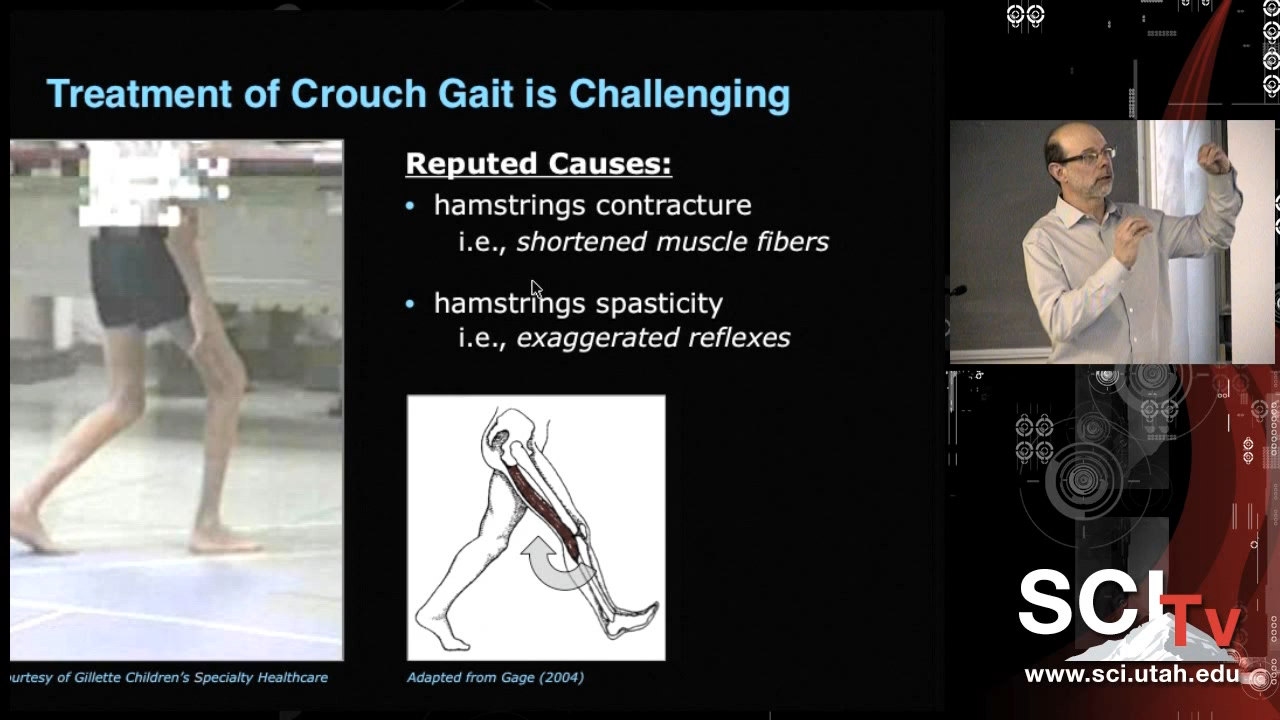 Treatment of Crouch Gait is Challenging
Reputed Causes:
• hamstrings contracture
i.e., shortened muscle fibers
• hamstrings spasticity
i.e., exaggerated reflexes
urtesy of Gillette Children's Specialty Healthcare
Adapted from Gage (2004)
SCI
Tv
www.sci.utah.edu